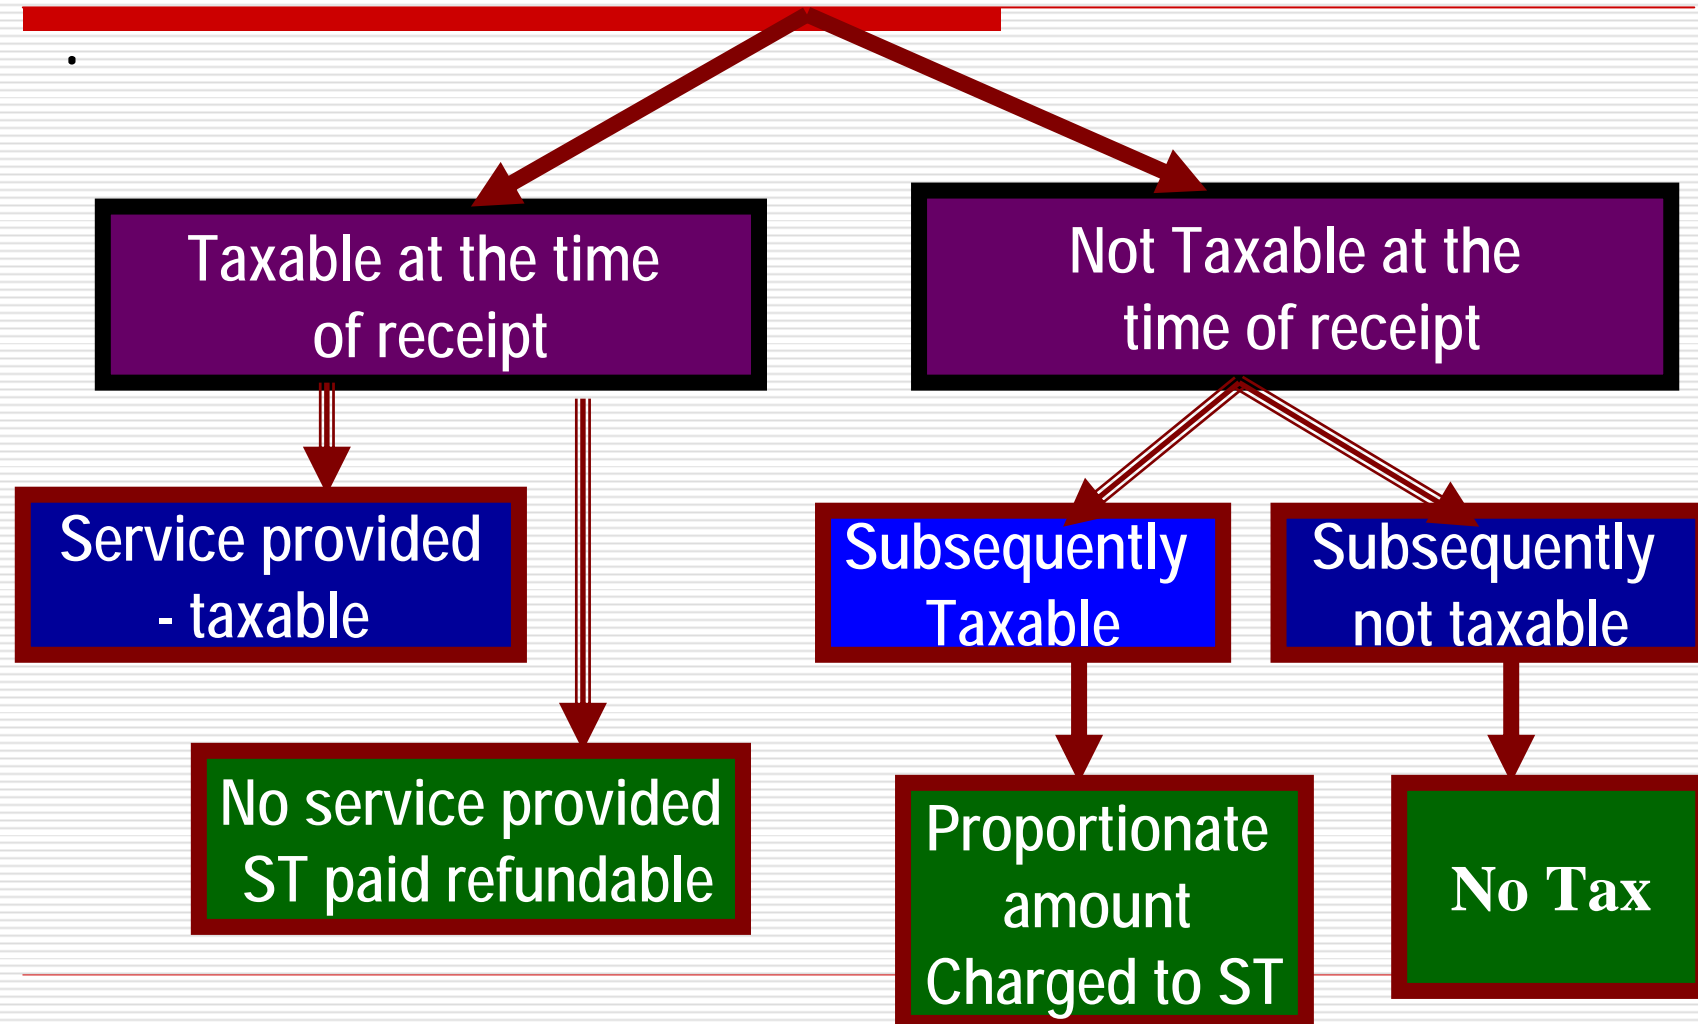 .
Taxable at the time
of receipt
Not Taxable at the
time of receipt
Service provided
- taxable
Subsequently
Taxable
Subsequently
not taxable
No service provided
ST paid refundable
Proportionate
amount
Charged to ST
No Tax